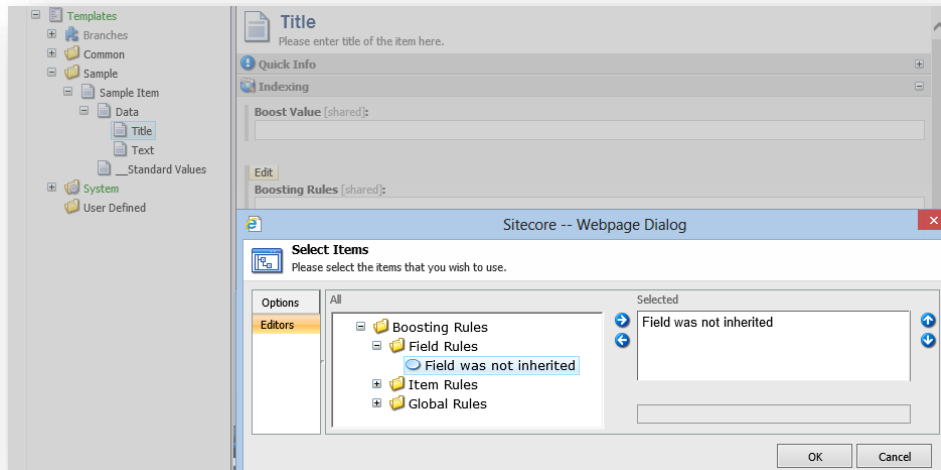 Templates
Branches
Common
Sample
Sample Item
Data
Title
Text
__Standard Values
System
User Defined
Title
Please enter title of the item here.
Quick Info
Indexing
Boost Value [shared]:
Edit
Boosting Rules [shared]:
Sitecore -- Webpage Dialog
Select Items
Please select the items that you wish to use.
Options
Editors
All
Boosting Rules
Field Rules
Field was not inherited
Item Rules
Global Rules
Selected
Field was not inherited
OK
Cancel